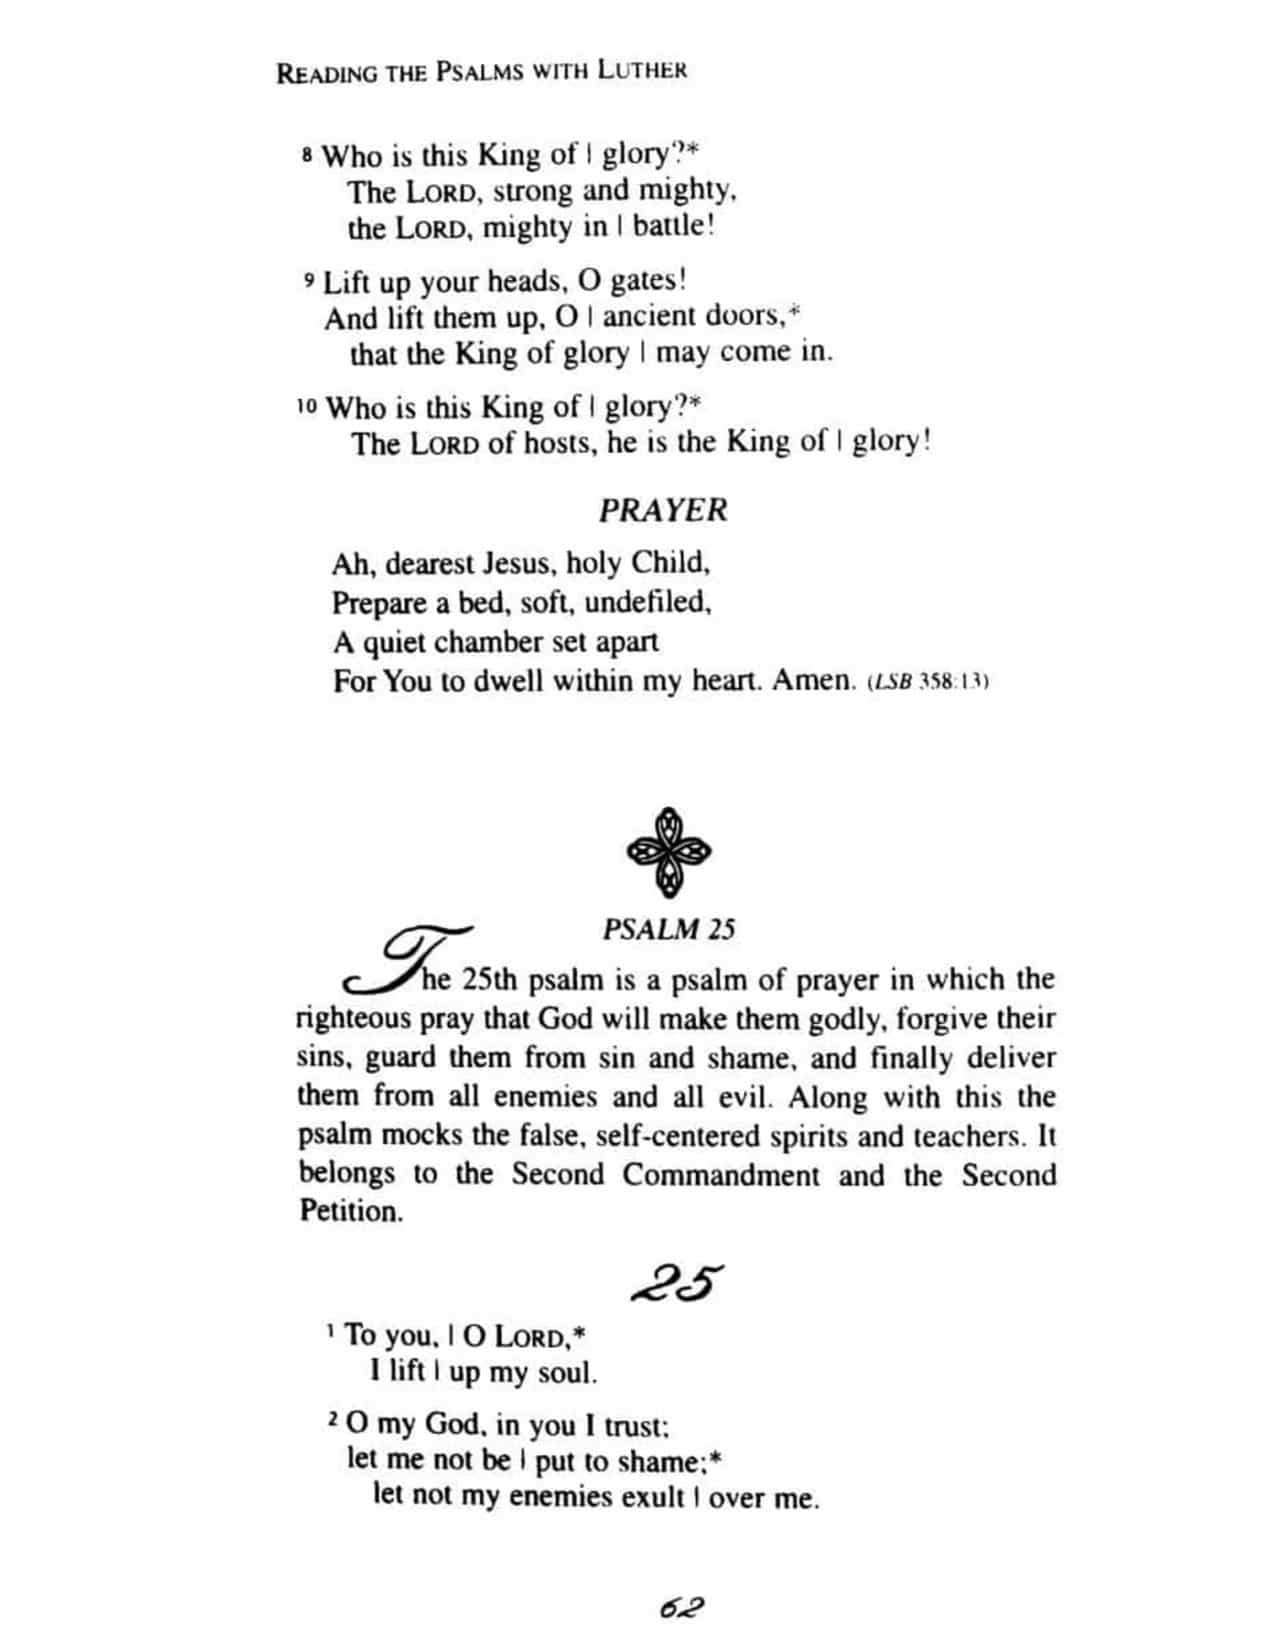 READING THE PSALMS WITH LUTHER
8 Who is this King of | glory?*
The LORD, strong and mighty,
the LORD, mighty in | battle!
9 Lift up your heads, O gates!
And lift them up, O | ancient doors,*
that the King of glory | may come in.
10 Who is this King of | glory?*
The LORD of hosts, he is the King of | glory!
PRAYER
Ah, dearest Jesus, holy Child,
Prepare a bed, soft, undefiled,
A quiet chamber set apart
For You to dwell within my heart. Amen. (LSB 358:13)
PSALM 25
The 25th psalm is a psalm of prayer in which the
righteous pray that God will make them godly, forgive their
sins, guard them from sin and shame, and finally deliver
them from all enemies and all evil. Along with this the
psalm mocks the false, self-centered spirits and teachers. It
belongs to the Second Commandment and the Second
Petition.
25
1 To you, | O LORD,*
I lift | up my soul.
2 O my God, in you I trust;
let me not be | put to shame;*
let not my enemies exult | over me.
62